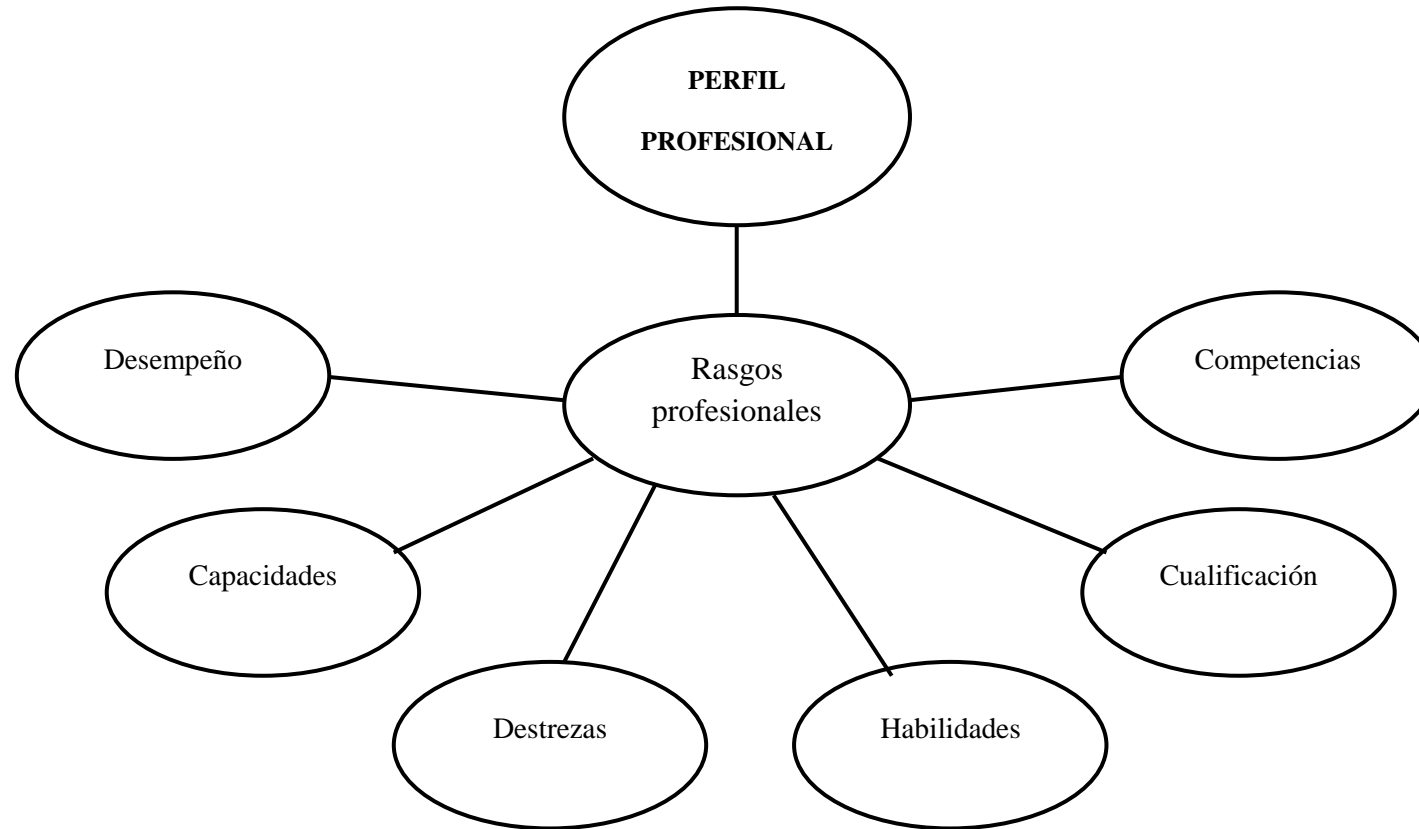 PERFIL
PROFESIONAL
Desempeño
Rasgos
profesionales
Competencias
Capacidades
Cualificación
Destrezas
Habilidades